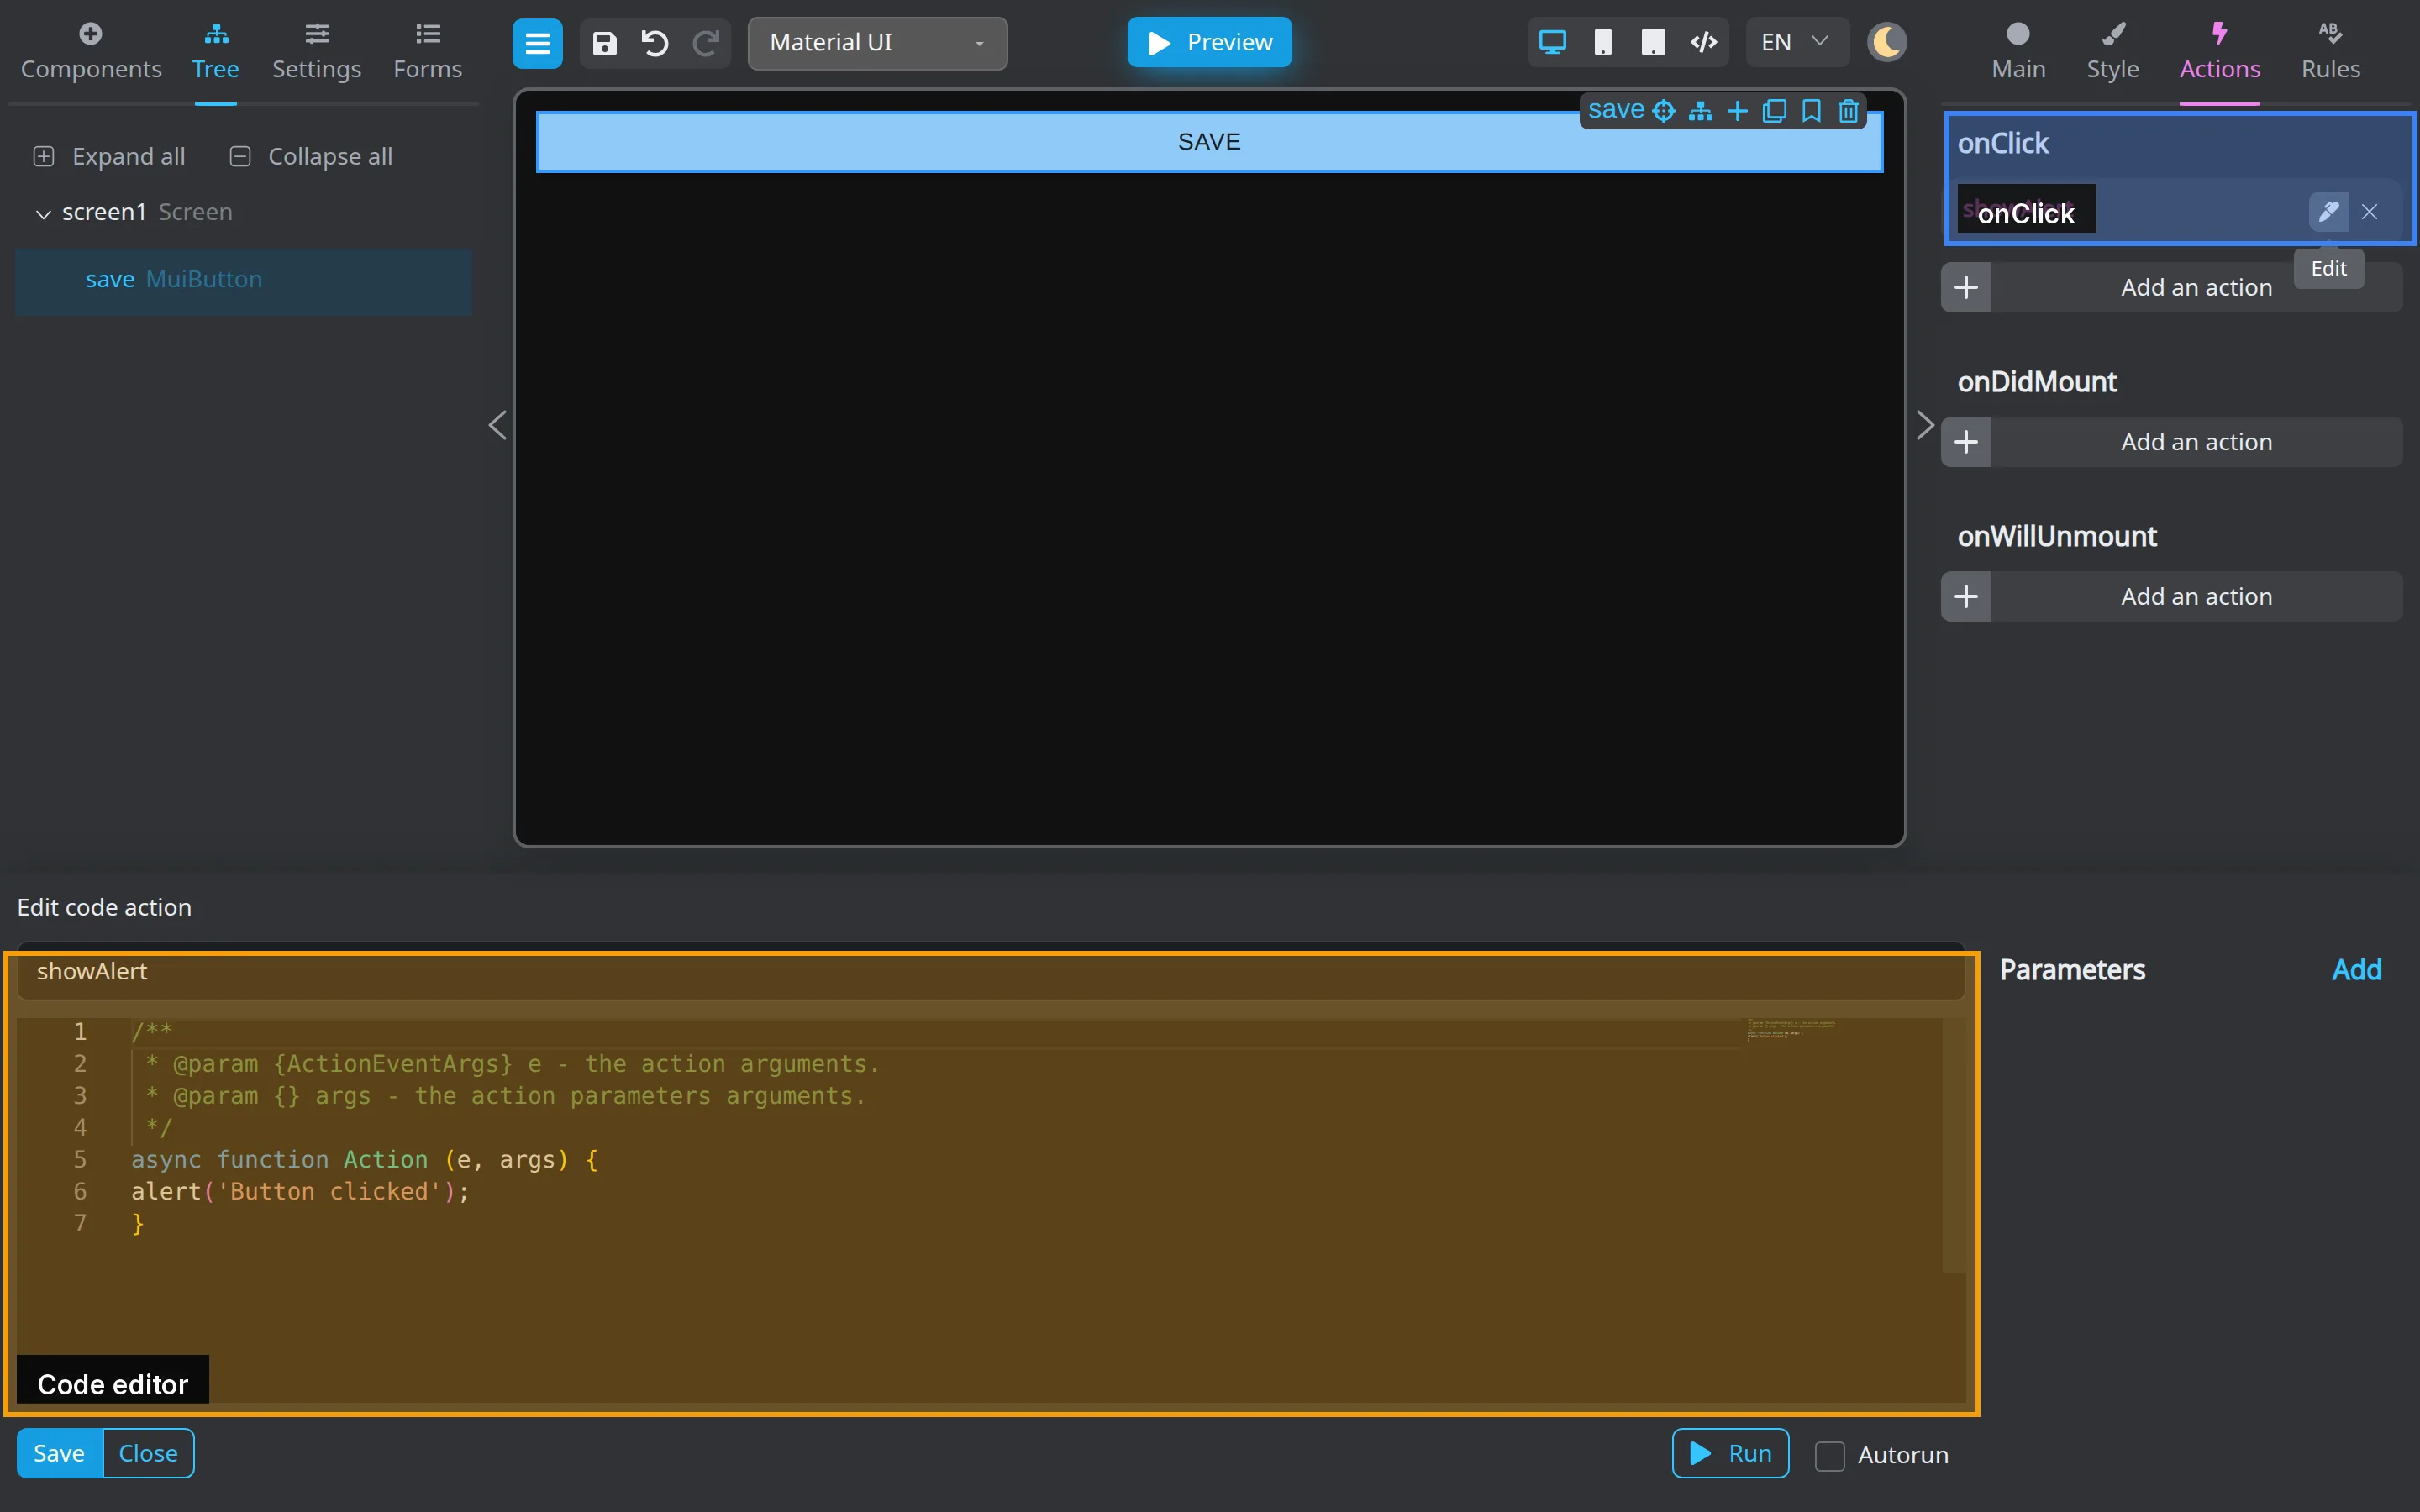 Components Tree Settings Forms
Material UI
Preview
EN
Main Style Actions Rules
Expand all Collapse all
screen1 Screen
save MuiButton
save
SAVE
onClick
onClick
Edit
Add an action
onDidMount
Add an action
onWillUnmount
Add an action
Edit code action
showAlert
Parameters Add
1 /**
2 * @param {ActionEventArgs} e - the action arguments.
3 * @param {} args - the action parameters arguments.
4 */
5 async function Action (e, args) {
6 alert('Button clicked');
7 }
Code editor
Save Close
Run Autorun